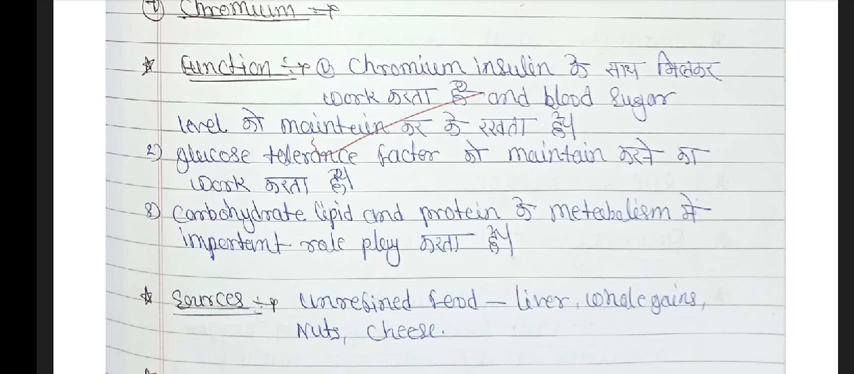 7) Chromium →
* Function :→ ① Chromium insulin के साथ मिलकर
work करता है and blood sugar
level को maintain कर के रखता है।
2) glucose tolerance factor को maintain करने का
work करता है।
3) Carbohydrate lipid and protein के metabolism में
important role play करता है।
* Sources :→ Unrefined food – liver, whole gains,
Nuts, Cheese.